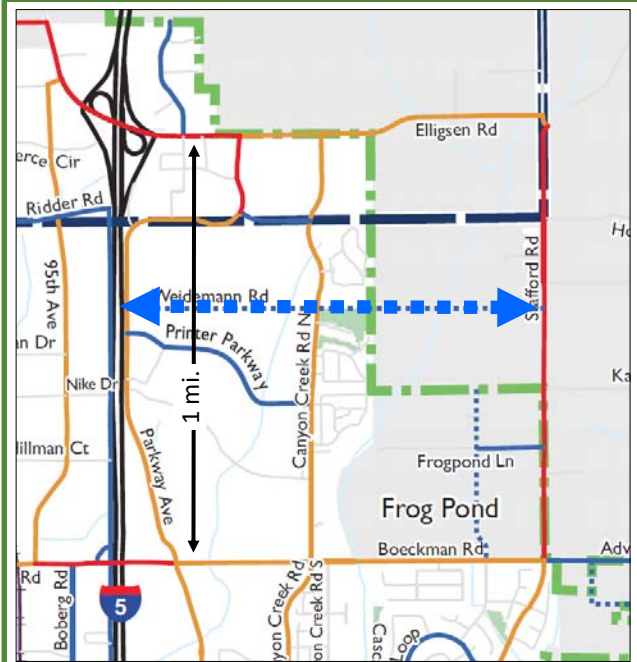 Elligsen Rd
erce Cir
Ridder Rd
Stafford Rd
Ho
95th Ave
Weidemann Rd
Canyon Creek Rd N
an Dr
Printer Parkway
1 mi.
Nike Dr
Ka
illman Ct
Parkway Ave
Frogpond Ln
Frog Pond
Boeckman Rd
Adv
Rd
Boberg Rd
5
yon Creek Rd
yon Creek Rd S
Casc
Loop